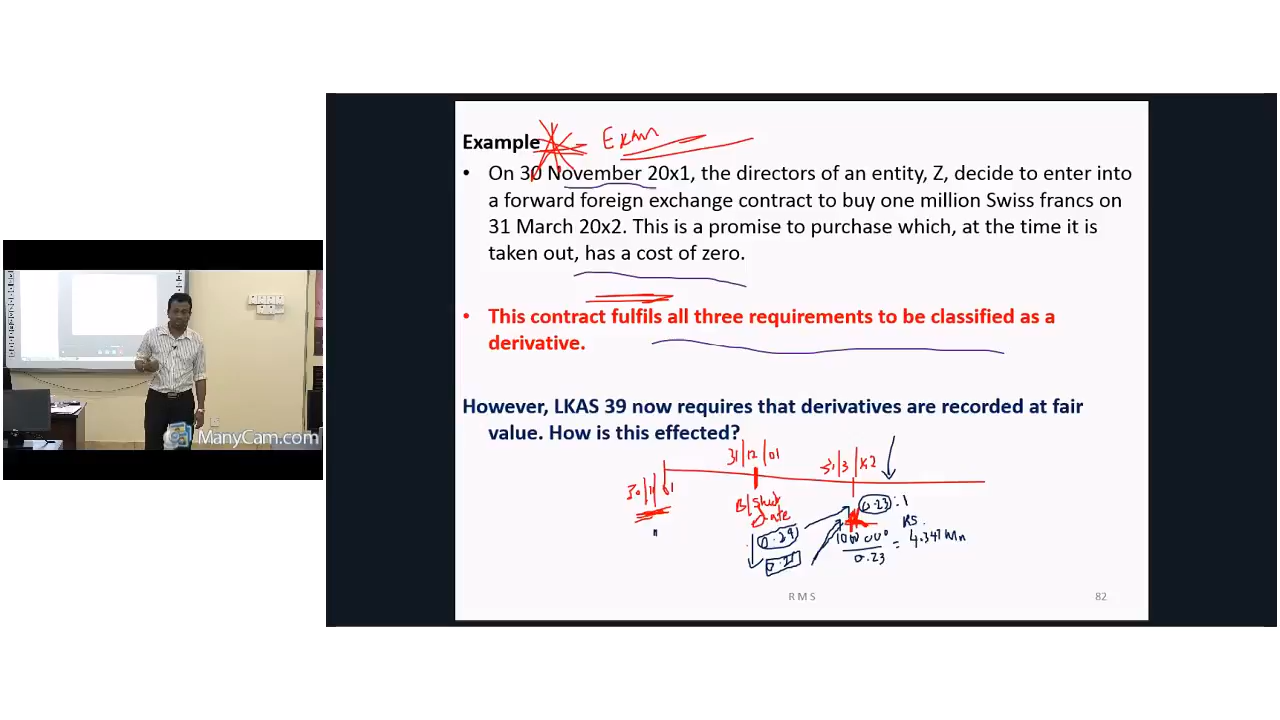 Example Exam
• On 30 November 20x1, the directors of an entity, Z, decide to enter into
a forward foreign exchange contract to buy one million Swiss francs on
31 March 20x2. This is a promise to purchase which, at the time it is
taken out, has a cost of zero.
• This contract fulfils all three requirements to be classified as a
derivative.
However, LKAS 39 now requires that derivatives are recorded at fair
value. How is this effected?
31|12|01
31|3|x2
30|11|01
B/Sheet
Date
0.23:1
0.29
Rs.
1000 000 = 4.347 Mn
0.23
ManyCam.com
R M S 82